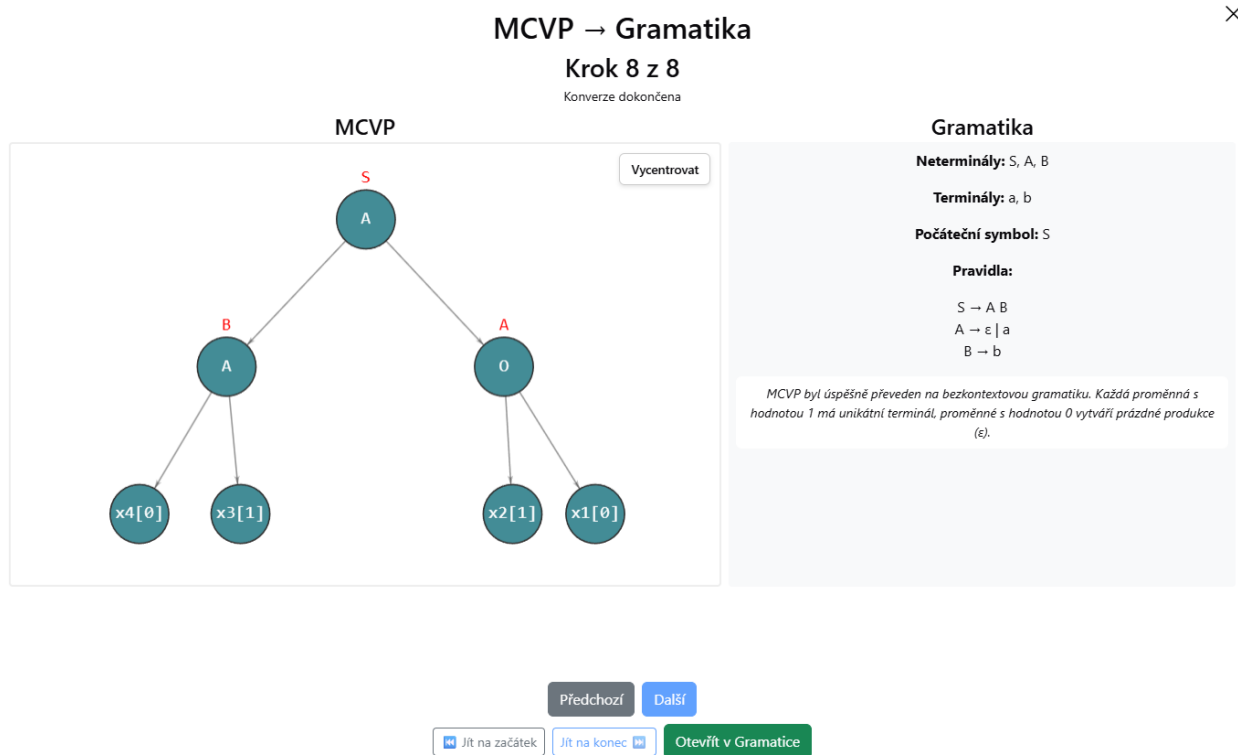 MCVP → Gramatika
Krok 8 z 8
Konverze dokončena
MCVP
Vycentrovat
S
A
B
A
A
O
x4[0]
x3[1]
x2[1]
x1[0]
Gramatika
Neterminály: S, A, B
Terminály: a, b
Počáteční symbol: S
Pravidla:
S → A B
A → ε | a
B → b
MCVP byl úspěšně převeden na bezkontextovou gramatiku. Každá proměnná s
hodnotou 1 má unikátní terminál, proměnné s hodnotou 0 vytváří prázdné produkce
(ε).
Předchozí
Další
⏮ Jít na začátek
Jít na konec ⏭
Otevřít v Gramatice